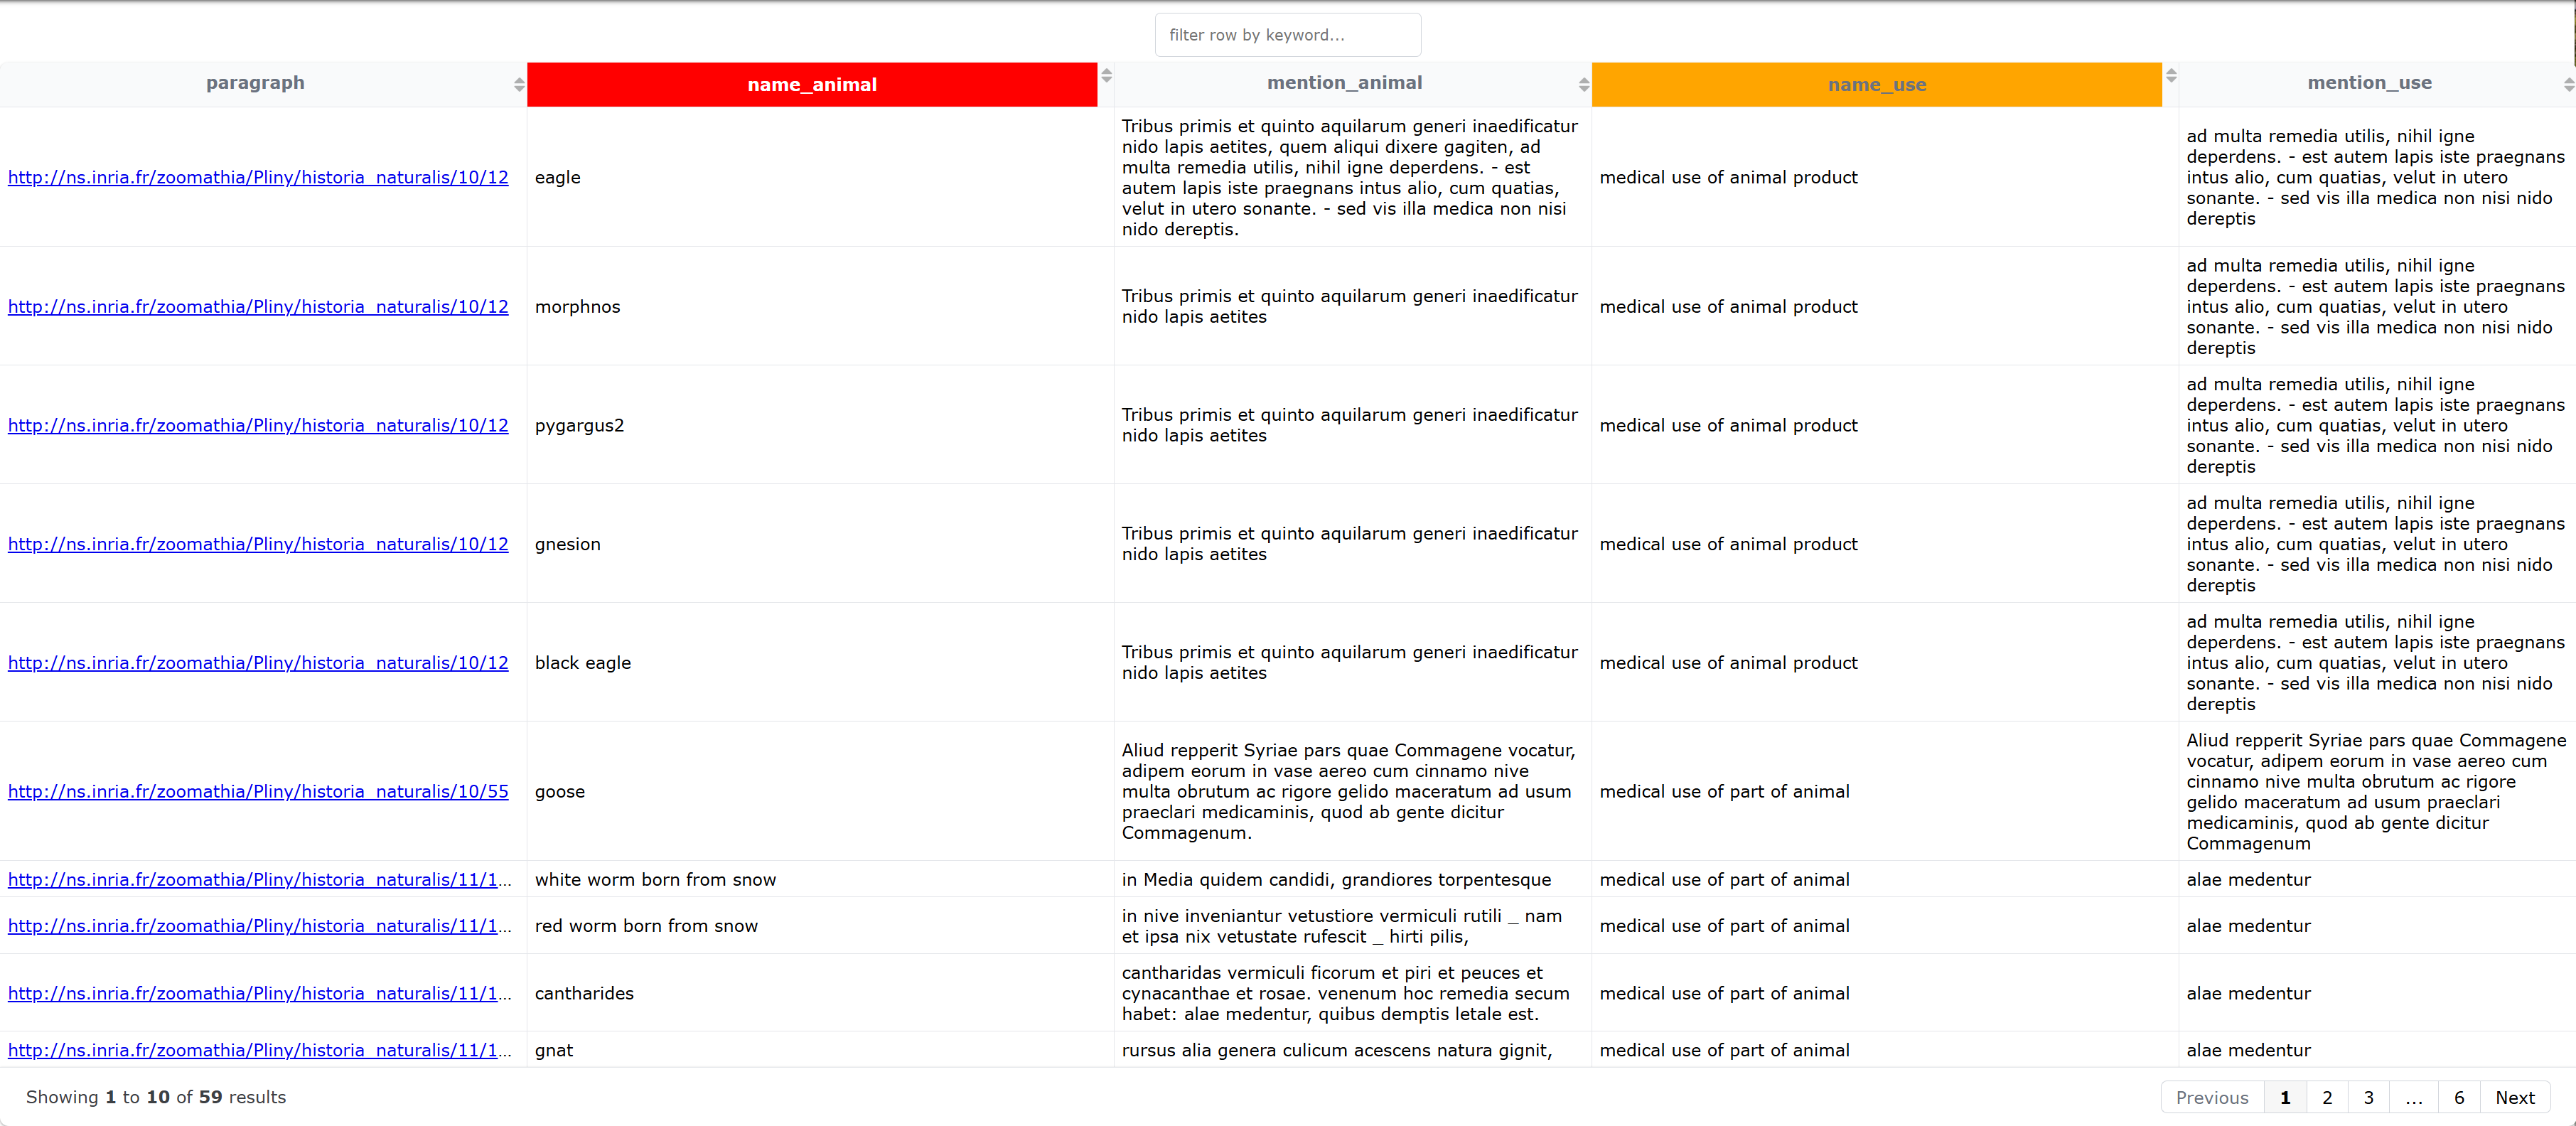 filter row by keyword...
paragraph name_animal mention_animal name_use mention_use
http://ns.inria.fr/zoomathia/Pliny/historia_naturalis/10/12
eagle
Tribus primis et quinto aquilarum generi inaedificatur
nido lapis aetites, quem aliqui dixere gagiten, ad
multa remedia utilis, nihil igne deperdens. - est
autem lapis iste praegnans intus alio, cum quatias,
velut in utero sonante. - sed vis illa medica non nisi
nido dereptis.
medical use of animal product
ad multa remedia utilis, nihil igne
deperdens. - est autem lapis iste praegnans
intus alio, cum quatias, velut in utero
sonante. - sed vis illa medica non nisi nido
dereptis
http://ns.inria.fr/zoomathia/Pliny/historia_naturalis/10/12
morphnos
Tribus primis et quinto aquilarum generi inaedificatur
nido lapis aetites
medical use of animal product
ad multa remedia utilis, nihil igne
deperdens. - est autem lapis iste praegnans
intus alio, cum quatias, velut in utero
sonante. - sed vis illa medica non nisi nido
dereptis
http://ns.inria.fr/zoomathia/Pliny/historia_naturalis/10/12
pygargus2
Tribus primis et quinto aquilarum generi inaedificatur
nido lapis aetites
medical use of animal product
ad multa remedia utilis, nihil igne
deperdens. - est autem lapis iste praegnans
intus alio, cum quatias, velut in utero
sonante. - sed vis illa medica non nisi nido
dereptis
http://ns.inria.fr/zoomathia/Pliny/historia_naturalis/10/12
gnesion
Tribus primis et quinto aquilarum generi inaedificatur
nido lapis aetites
medical use of animal product
ad multa remedia utilis, nihil igne
deperdens. - est autem lapis iste praegnans
intus alio, cum quatias, velut in utero
sonante. - sed vis illa medica non nisi nido
dereptis
http://ns.inria.fr/zoomathia/Pliny/historia_naturalis/10/12
black eagle
Tribus primis et quinto aquilarum generi inaedificatur
nido lapis aetites
medical use of animal product
ad multa remedia utilis, nihil igne
deperdens. - est autem lapis iste praegnans
intus alio, cum quatias, velut in utero
sonante. - sed vis illa medica non nisi nido
dereptis
http://ns.inria.fr/zoomathia/Pliny/historia_naturalis/10/55
goose
Aliud repperit Syriae pars quae Commagene vocatur,
adipem eorum in vase aereo cum cinnamo nive
multa obrutum ac rigore gelido maceratum ad usum
praeclari medicaminis, quod ab gente dicitur
Commagenum.
medical use of part of animal
Aliud repperit Syriae pars quae Commagene
vocatur, adipem eorum in vase aereo cum
cinnamo nive multa obrutum ac rigore
gelido maceratum ad usum praeclari
medicaminis, quod ab gente dicitur
Commagenum
http://ns.inria.fr/zoomathia/Pliny/historia_naturalis/11/1...
white worm born from snow
in Media quidem candidi, grandiores torpentesque
medical use of part of animal
alae medentur
http://ns.inria.fr/zoomathia/Pliny/historia_naturalis/11/1...
red worm born from snow
in nive inveniantur vetustiore vermiculi rutili _ nam
et ipsa nix vetustate rufescit _ hirti pilis,
medical use of part of animal
alae medentur
http://ns.inria.fr/zoomathia/Pliny/historia_naturalis/11/1...
cantharides
cantharidas vermiculi ficorum et piri et peuces et
cynacanthae et rosae. venenum hoc remedia secum
habet: alae medentur, quibus demptis letale est.
medical use of part of animal
alae medentur
http://ns.inria.fr/zoomathia/Pliny/historia_naturalis/11/1...
gnat
rursus alia genera culicum acescens natura gignit,
medical use of part of animal
alae medentur
Showing 1 to 10 of 59 results
Previous 1 2 3 ... 6 Next